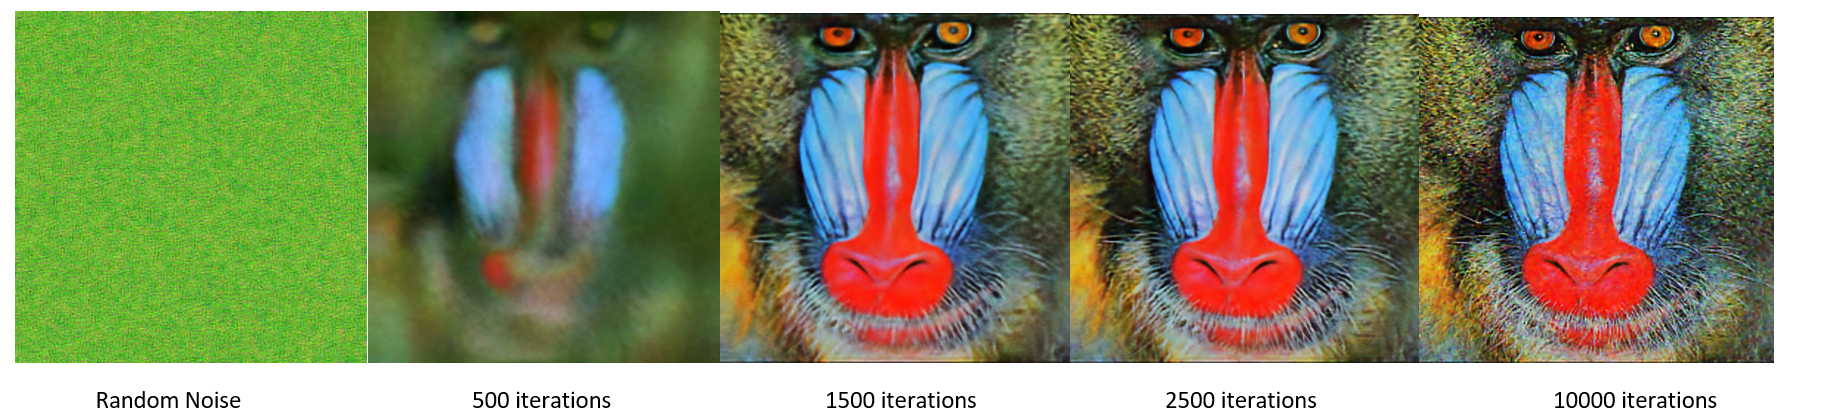 Random Noise
500 iterations
1500 iterations
2500 iterations
10000 iterations